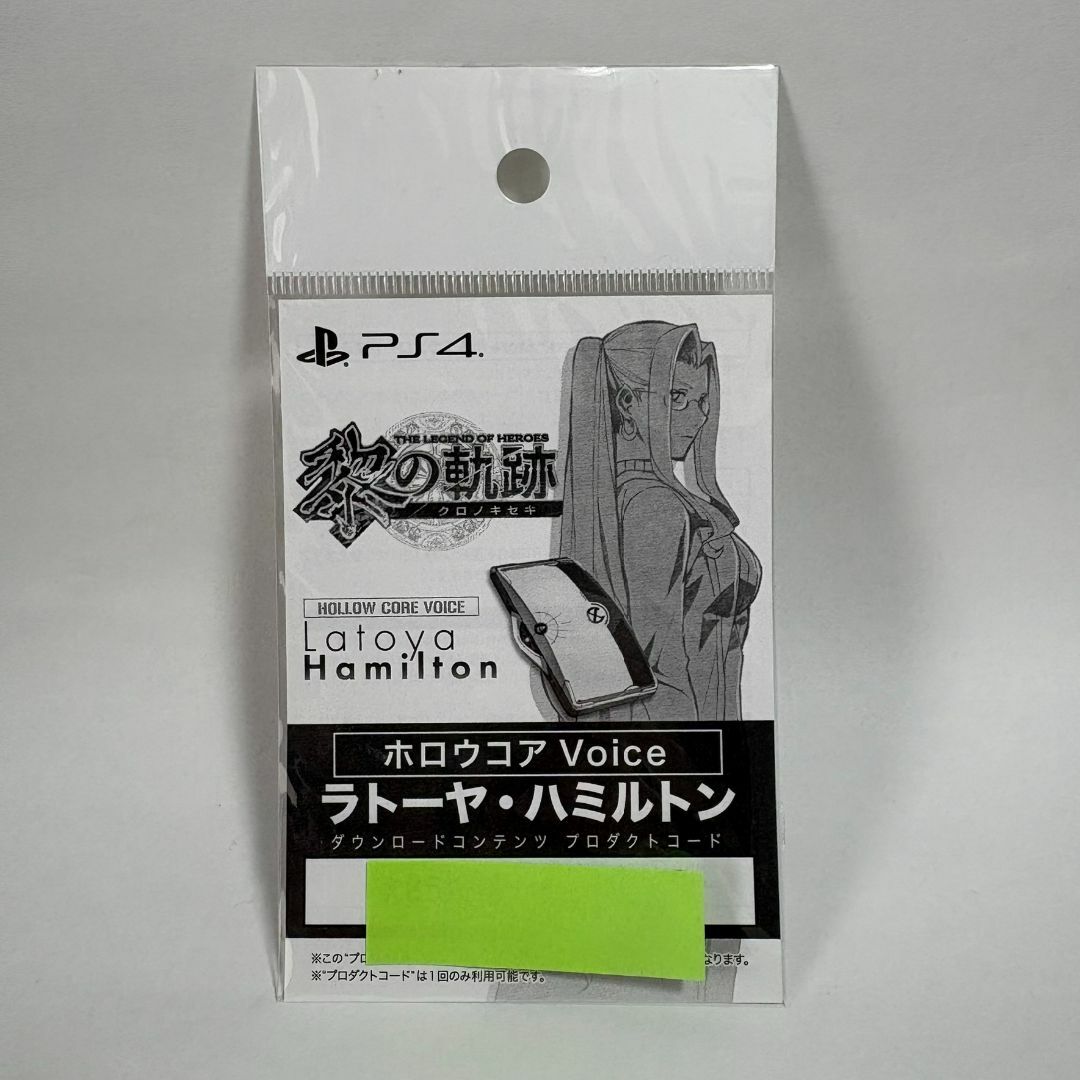 PS4
THE LEGEND OF HEROES
黎の軌跡
クロノキセキ
HOLLOW CORE VOICE
Latoya
Hamilton
ホロウコア Voice
ラトーヤ・ハミルトン
ダウンロードコンテンツ プロダクトコード
※この“プロ なります。
※“プロダクトコード”は1回のみ利用可能です。